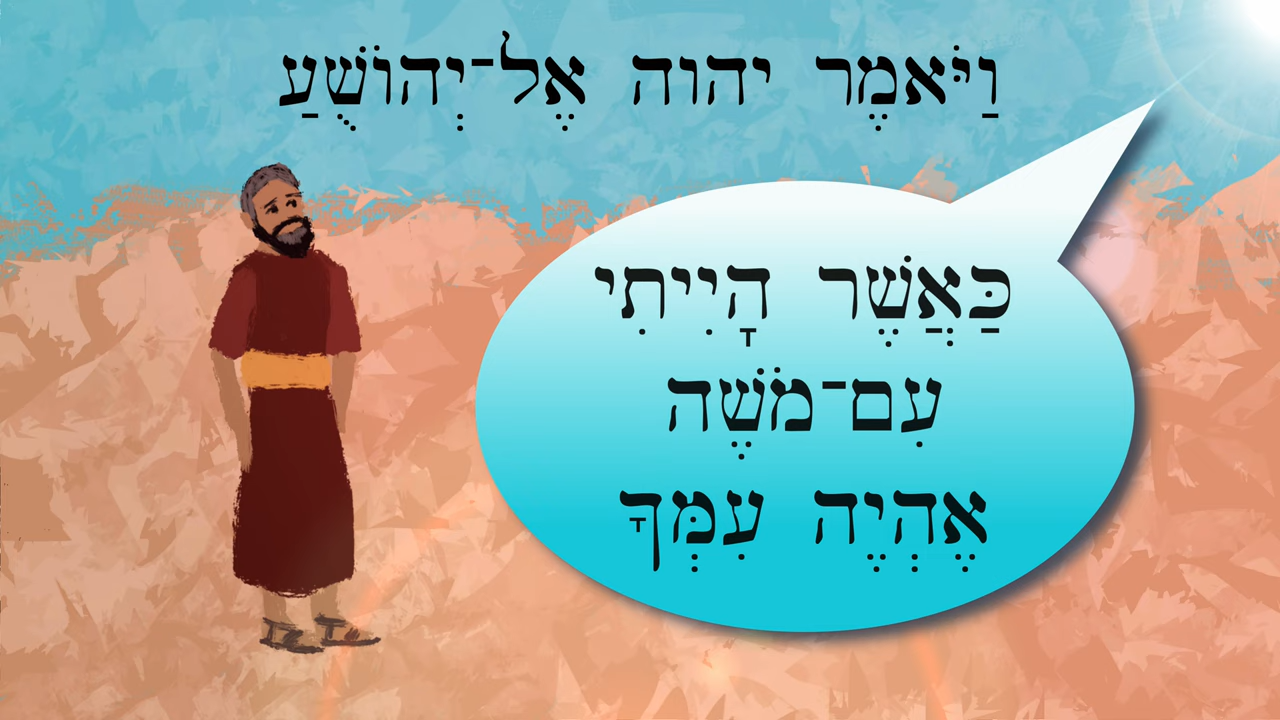 וַיֹּאמֶר יהוה אֶל־יְהוֹשֻׁעַ
כַּאֲשֶׁר הָיִיתִי
עִם־מֹשֶׁה
אֶהְיֶה עִמְּךָ